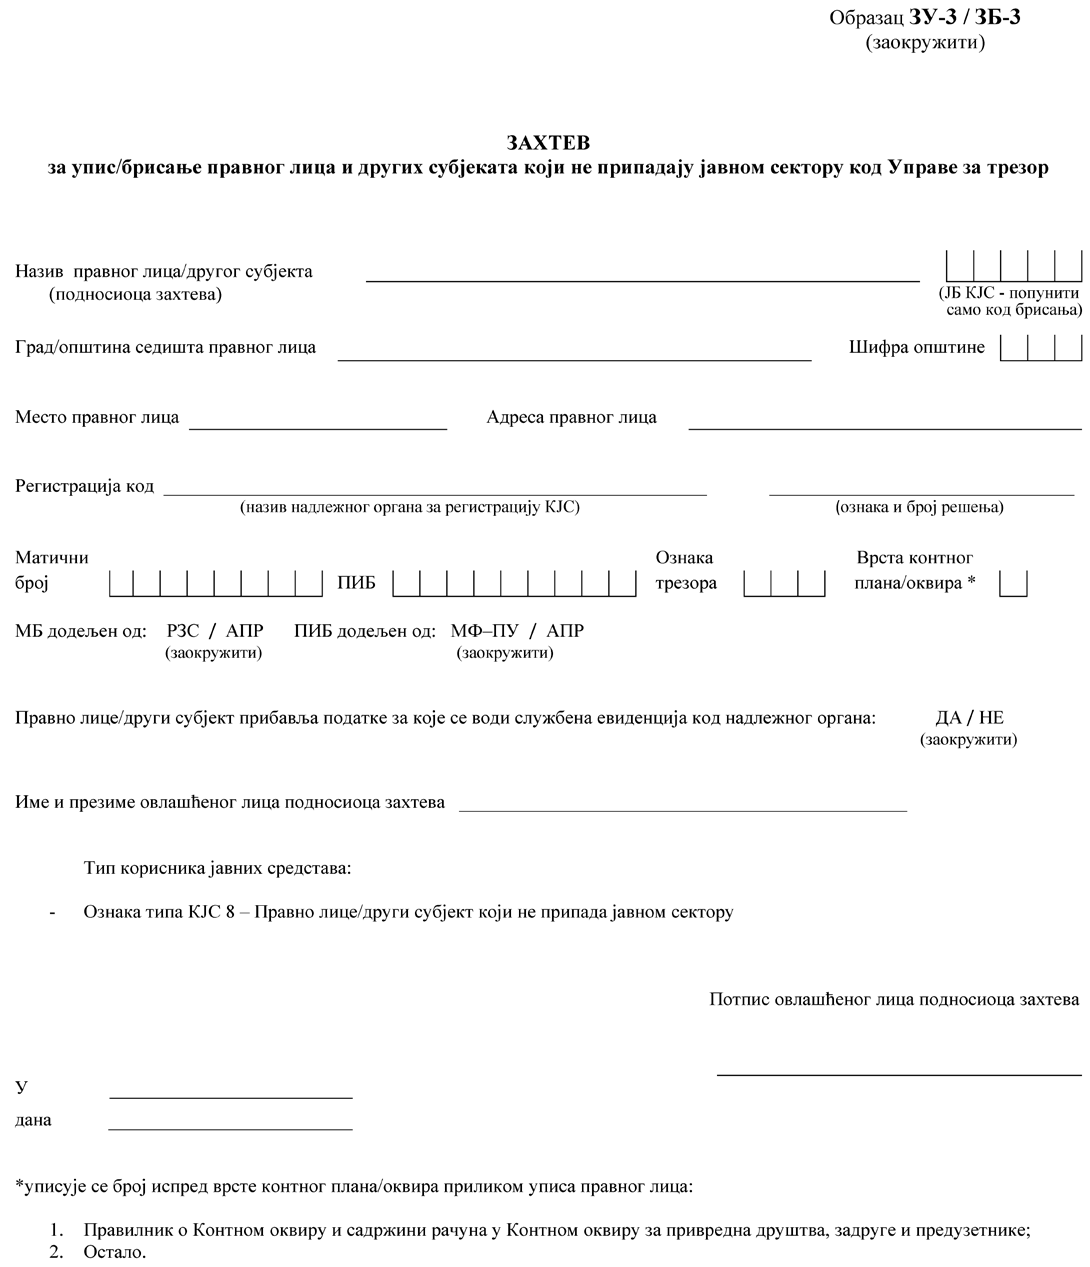 Образац ЗУ-3 / ЗБ-3
(заокружити)
ЗАХТЕВ
за упис/брисање правног лица и других субјеката који не припадају јавном сектору код Управе за трезор
Назив правног лица/другог субјекта
(подносиоца захтева)
(ЈБ КЈС - попунити
само код брисања)
Град/општина седишта правног лица
Шифра општине
Место правног лица
Адреса правног лица
Регистрација код
(назив надлежног органа за регистрацију КЈС)
(ознака и број решења)
Матични
број
ПИБ
Ознака
трезора
Врста контног
плана/оквира *
МБ додељен од: РЗС / АПР ПИБ додељен од: МФ–ПУ / АПР
(заокружити) (заокружити)
Правно лице/други субјект прибавља податке за које се води службена евиденција код надлежног органа: ДА / НЕ
(заокружити)
Име и презиме овлашћеног лица подносиоца захтева
Тип корисника јавних средстава:
- Ознака типа КЈС 8 – Правно лице/други субјект који не припада јавном сектору
Потпис овлашћеног лица подносиоца захтева
У
дана
*уписује се број испред врсте контног плана/оквира приликом уписа правног лица:
1. Правилник о Контном оквиру и садржини рачуна у Контном оквиру за привредна друштва, задруге и предузетнике;
2. Остало.